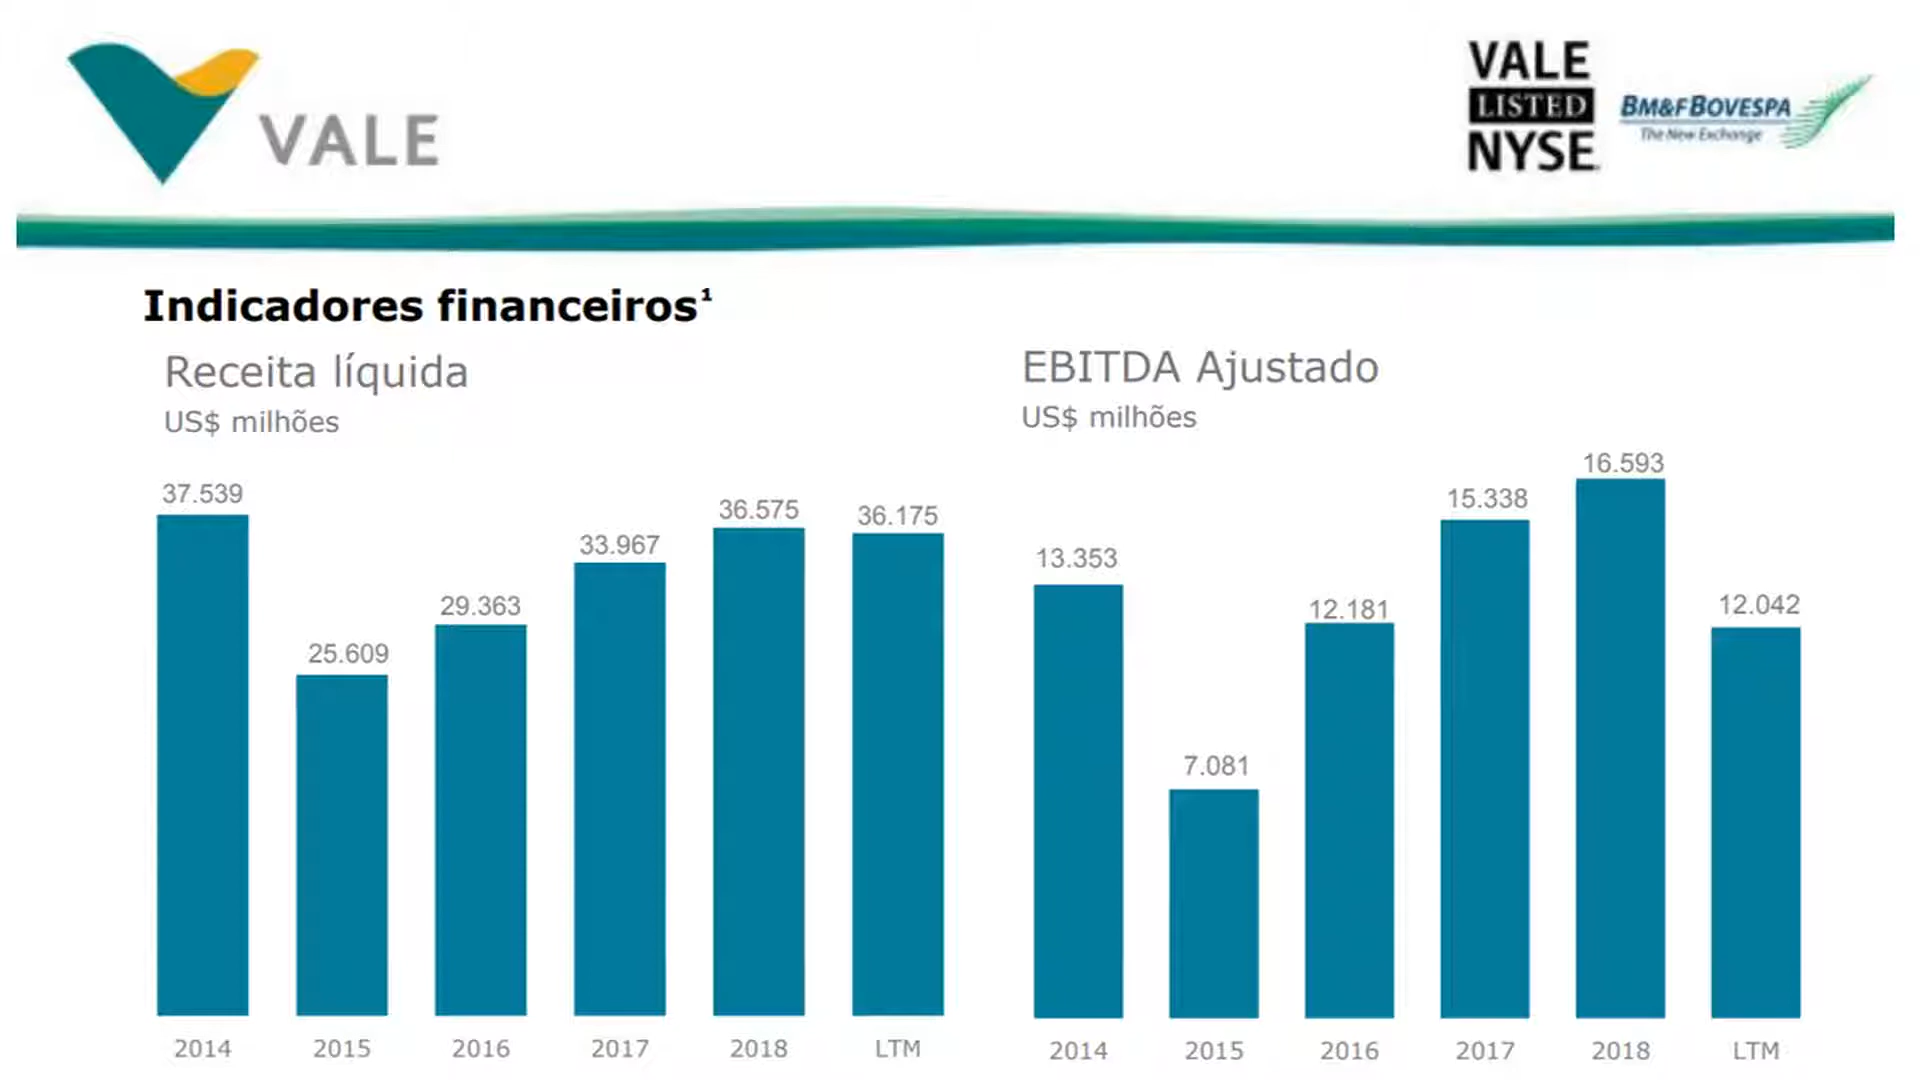 VALE
VALE
LISTED
NYSE
BM&FBOVESPA
The New Exchange
Indicadores financeiros¹
Receita líquida
US$ milhões
37.539
25.609
29.363
33.967
36.575
36.175
2014 2015 2016 2017 2018 LTM
EBITDA Ajustado
US$ milhões
13.353
7.081
12.181
15.338
16.593
12.042
2014 2015 2016 2017 2018 LTM